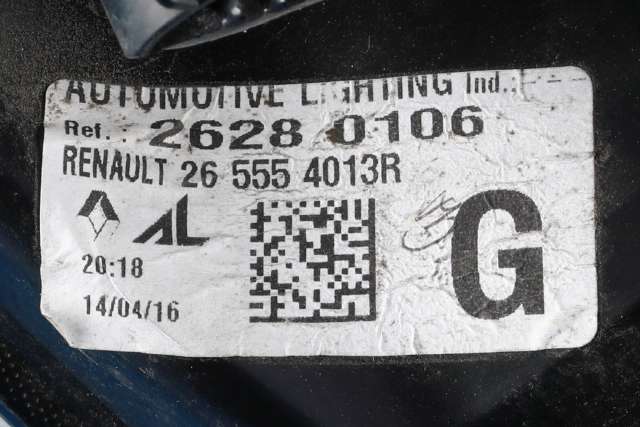 AUTOMOTIVE LIGHTING Ind.:
Ref.: 2628 0106
RENAULT 26 555 4013R
AL
20:18
14/04/16
G